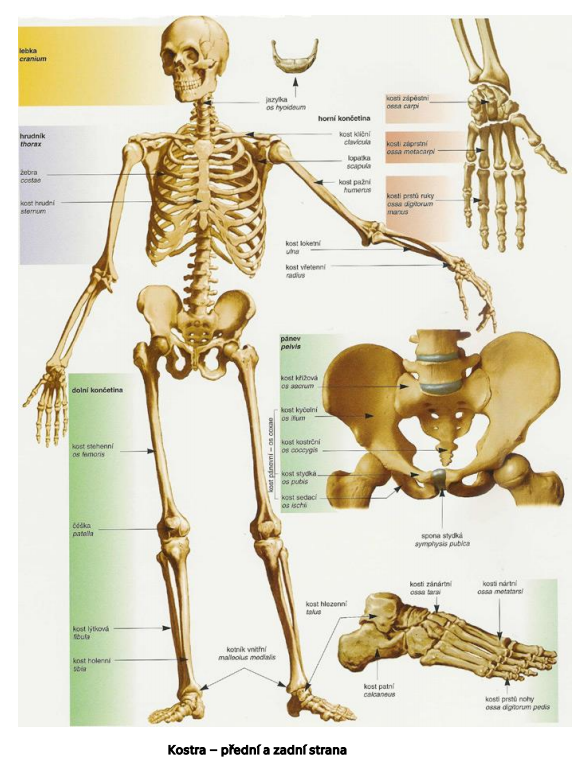 lebka
cranium
jazylka
os hyoideum
hrudník
thorax
žebra
costae
kost hrudní
sternum
horní končetina
kost klíční
clavicula
lopatka
scapula
kost pažní
humerus
kost loketní
ulna
kost vřetenní
radius
kosti zápěstní
ossa carpi
kosti záprstní
ossa metacarpi
kosti prstů ruky
ossa digitorum
manus
pánev
pelvis
kost křížová
os sacrum
kost kyčelní
os ilium
kost kostrční
os coccygis
kost stydká
os pubis
kost sedací
os ischii
kost pánevní – os coxae
spona stydká
symphysis pubica
dolní končetina
kost stehenní
os femoris
čéška
patella
kost lýtková
fibula
kost holenní
tibia
kotník vnitřní
malleolus medialis
kost hlezenní
talus
kosti zánártní
ossa tarsi
kosti nártní
ossa metatarsi
kost patní
calcaneus
kosti prstů nohy
ossa digitorum pedis
Kostra – přední a zadní strana